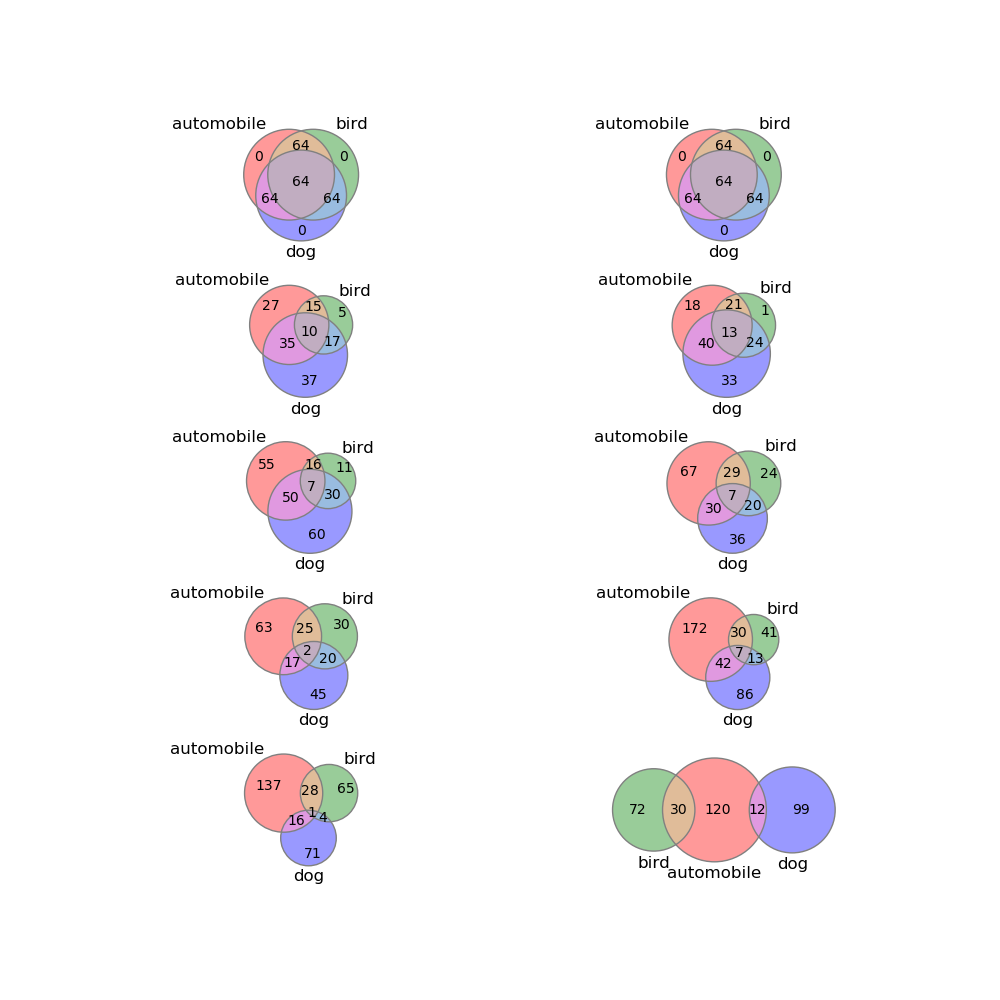 automobile bird
0 64 0
64
64 64
0
dog
automobile bird
0 64 0
64
64 64
0
dog
automobile
bird
27 15 5
10
35 17
37
dog
automobile
bird
18 21 1
13
40 24
33
dog
automobile
bird
55 16 11
7
50 30
60
dog
automobile
bird
67 29 24
7
30 20
36
dog
automobile
bird
63 25 30
2
17 20
45
dog
automobile
bird
172 30 41
7
42 13
86
dog
automobile
bird
137 28 65
1
16 4
71
dog
72 30 120 12 99
bird dog
automobile